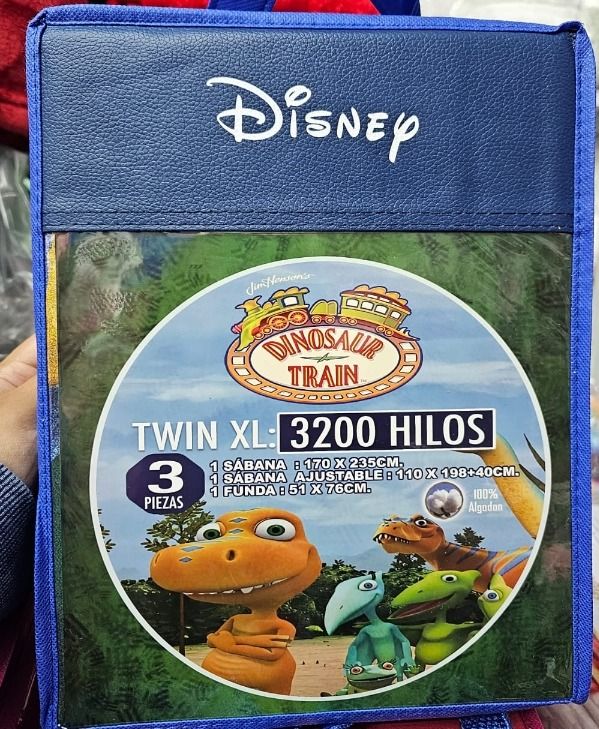 Disney
Jim Henson's
DINOSAUR
TRAIN
TWIN XL: 3200 HILOS
3
PIEZAS
1 SÁBANA : 170 X 235CM.
1 SÁBANA AJUSTABLE : 110 X 198+40CM.
1 FUNDA : 51 X 76CM.
100%
Algodon